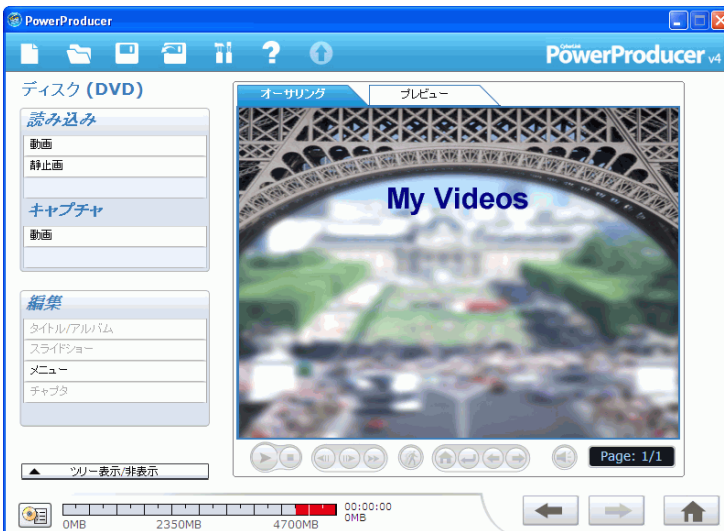 PowerProducer
?
CyberLink
PowerProducer v4
ディスク (DVD)
読み込み
動画
静止画
キャプチャ
動画
編集
タイトル/アルバム
スライドショー
メニュー
チャプタ
▲ ツリー表示/非表示
オーサリング
プレビュー
My Videos
Page: 1/1
0MB
2350MB
4700MB
00:00:00
0MB